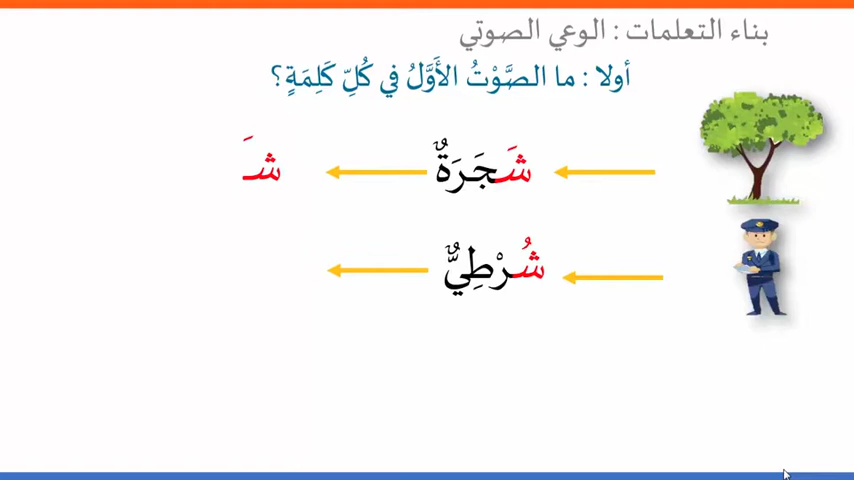 بناء التعلمات : الوعي الصوتي
أولا : ما الصَّوْتُ الأَوَّلُ في كُلِّ كَلِمَةٍ؟
شَجَرَةٌ شَـ
شُرْطِيٌّ